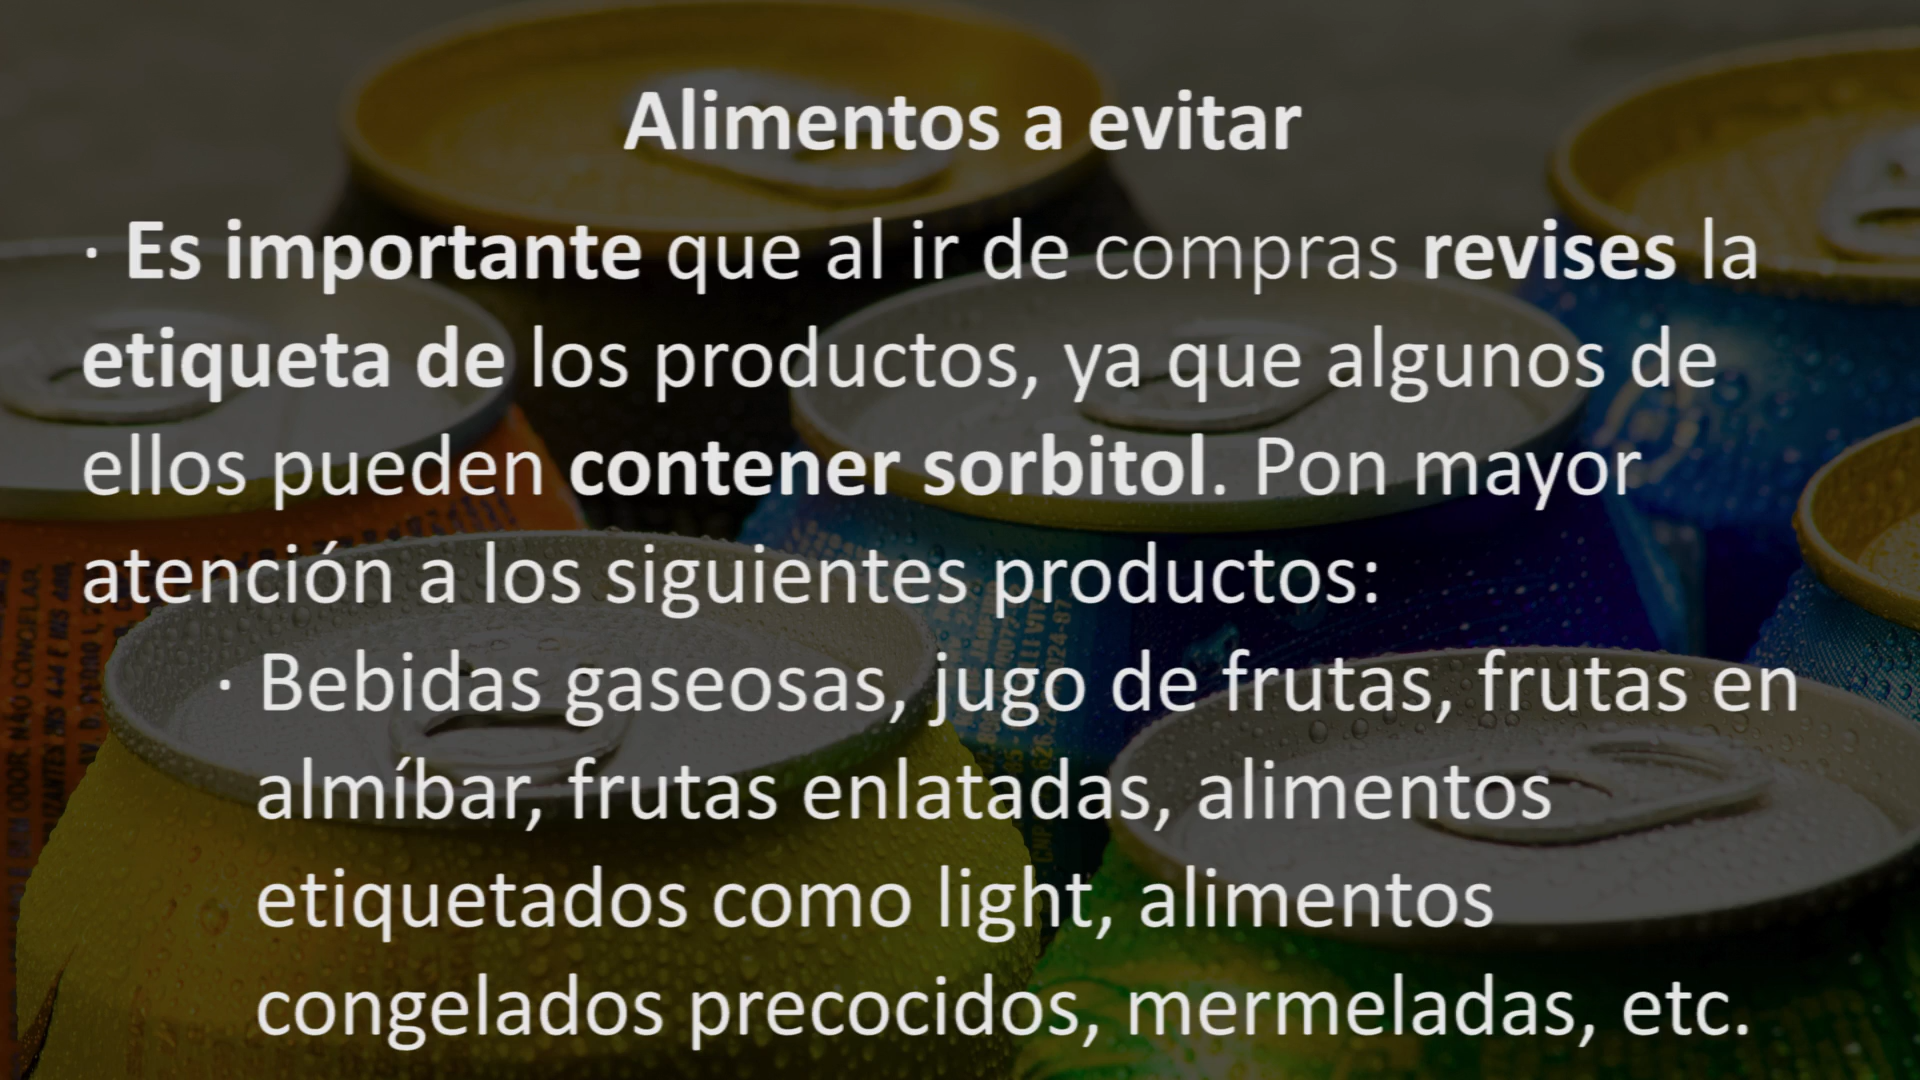 Alimentos a evitar
· Es importante que al ir de compras revises la
etiqueta de los productos, ya que algunos de
ellos pueden contener sorbitol. Pon mayor
atención a los siguientes productos:
· Bebidas gaseosas, jugo de frutas, frutas en
almíbar, frutas enlatadas, alimentos
etiquetados como light, alimentos
congelados precocidos, mermeladas, etc.